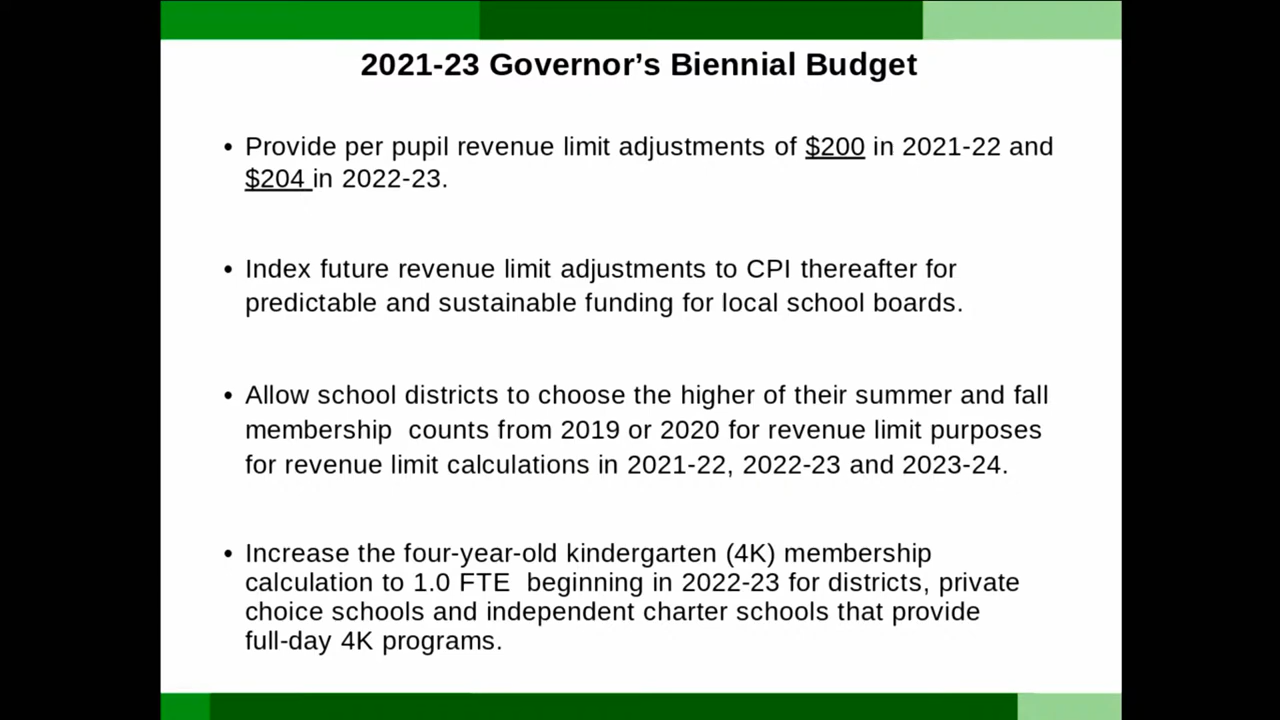 2021-23 Governor’s Biennial Budget
• Provide per pupil revenue limit adjustments of $200 in 2021-22 and
$204 in 2022-23.
• Index future revenue limit adjustments to CPI thereafter for
predictable and sustainable funding for local school boards.
• Allow school districts to choose the higher of their summer and fall
membership  counts from 2019 or 2020 for revenue limit purposes
for revenue limit calculations in 2021-22, 2022-23 and 2023-24.
• Increase the four-year-old kindergarten (4K) membership
calculation to 1.0 FTE  beginning in 2022-23 for districts, private
choice schools and independent charter schools that provide
full-day 4K programs.